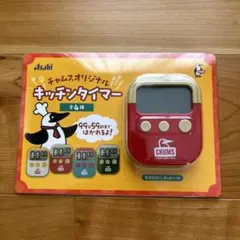 Asahi
チャムスオリジナル
キッチンタイマー
全4種
99分59秒まで
はかれるよ!
CHUMS